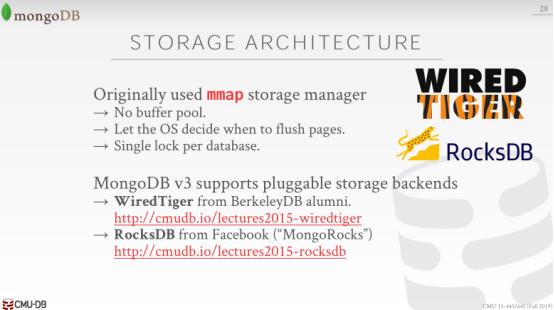 mongoDB
28
STORAGE ARCHITECTURE
Originally used mmap storage manager
→ No buffer pool.
→ Let the OS decide when to flush pages.
→ Single lock per database.
WIRED
TIGER
RocksDB
MongoDB v3 supports pluggable storage backends
→ WiredTiger from BerkeleyDB alumni.
http://cmudb.io/lectures2015-wiredtiger
→ RocksDB from Facebook (“MongoRocks”)
http://cmudb.io/lectures2015-rocksdb
CMU·DB
CMU 15-445/645 (Fall 2019)